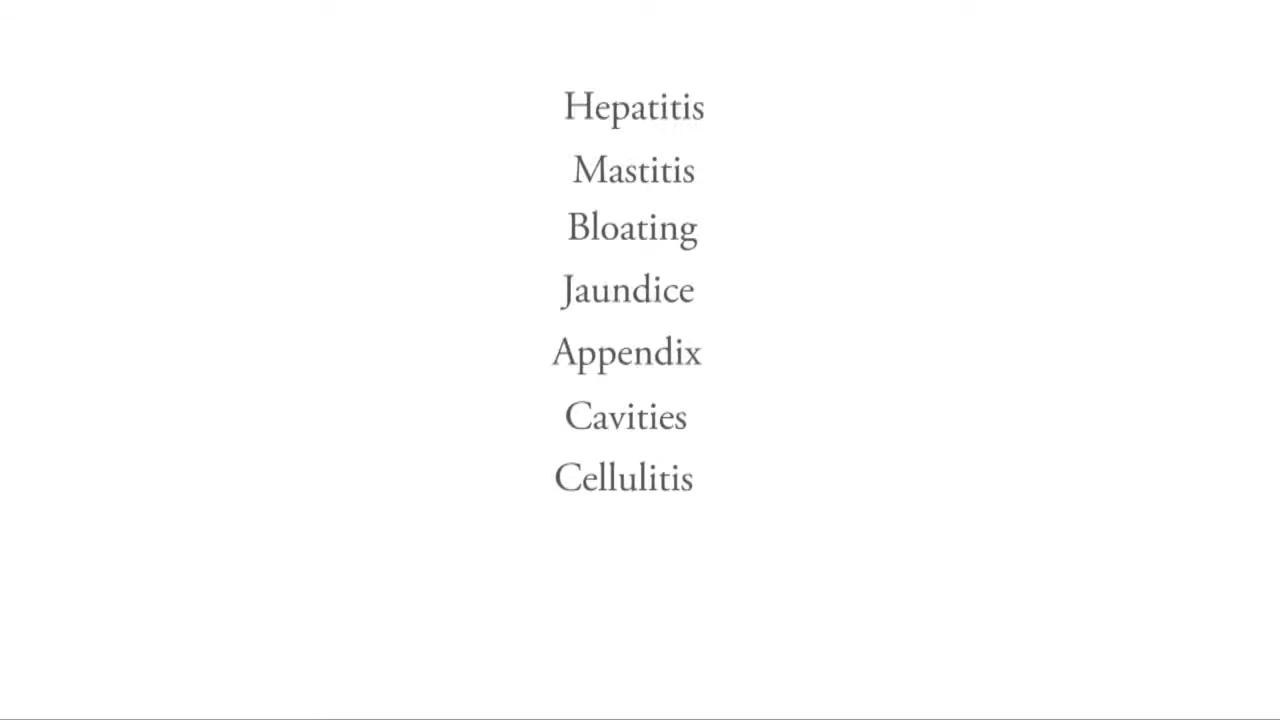 Hepatitis
Mastitis
Bloating
Jaundice
Appendix
Cavities
Cellulitis